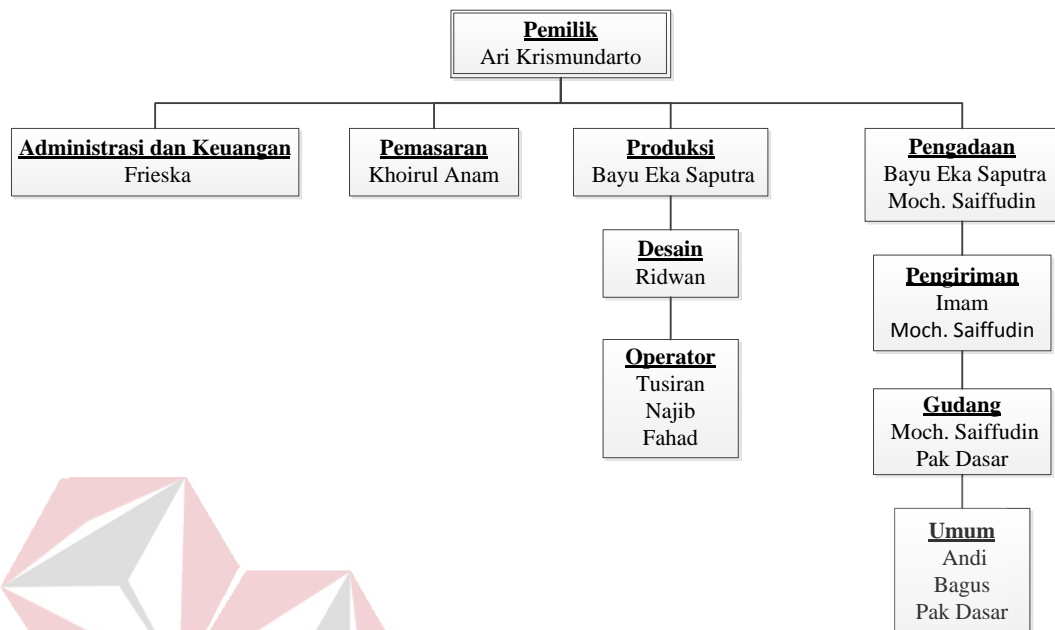 Pemilik
Ari Krismundarto
Administrasi dan Keuangan
Frieska
Pemasaran
Khoirul Anam
Produksi
Bayu Eka Saputra
Desain
Ridwan
Operator
Tusiran
Najib
Fahad
Pengadaan
Bayu Eka Saputra
Moch. Saiffudin
Pengiriman
Imam
Moch. Saiffudin
Gudang
Moch. Saiffudin
Pak Dasar
Umum
Andi
Bagus
Pak Dasar